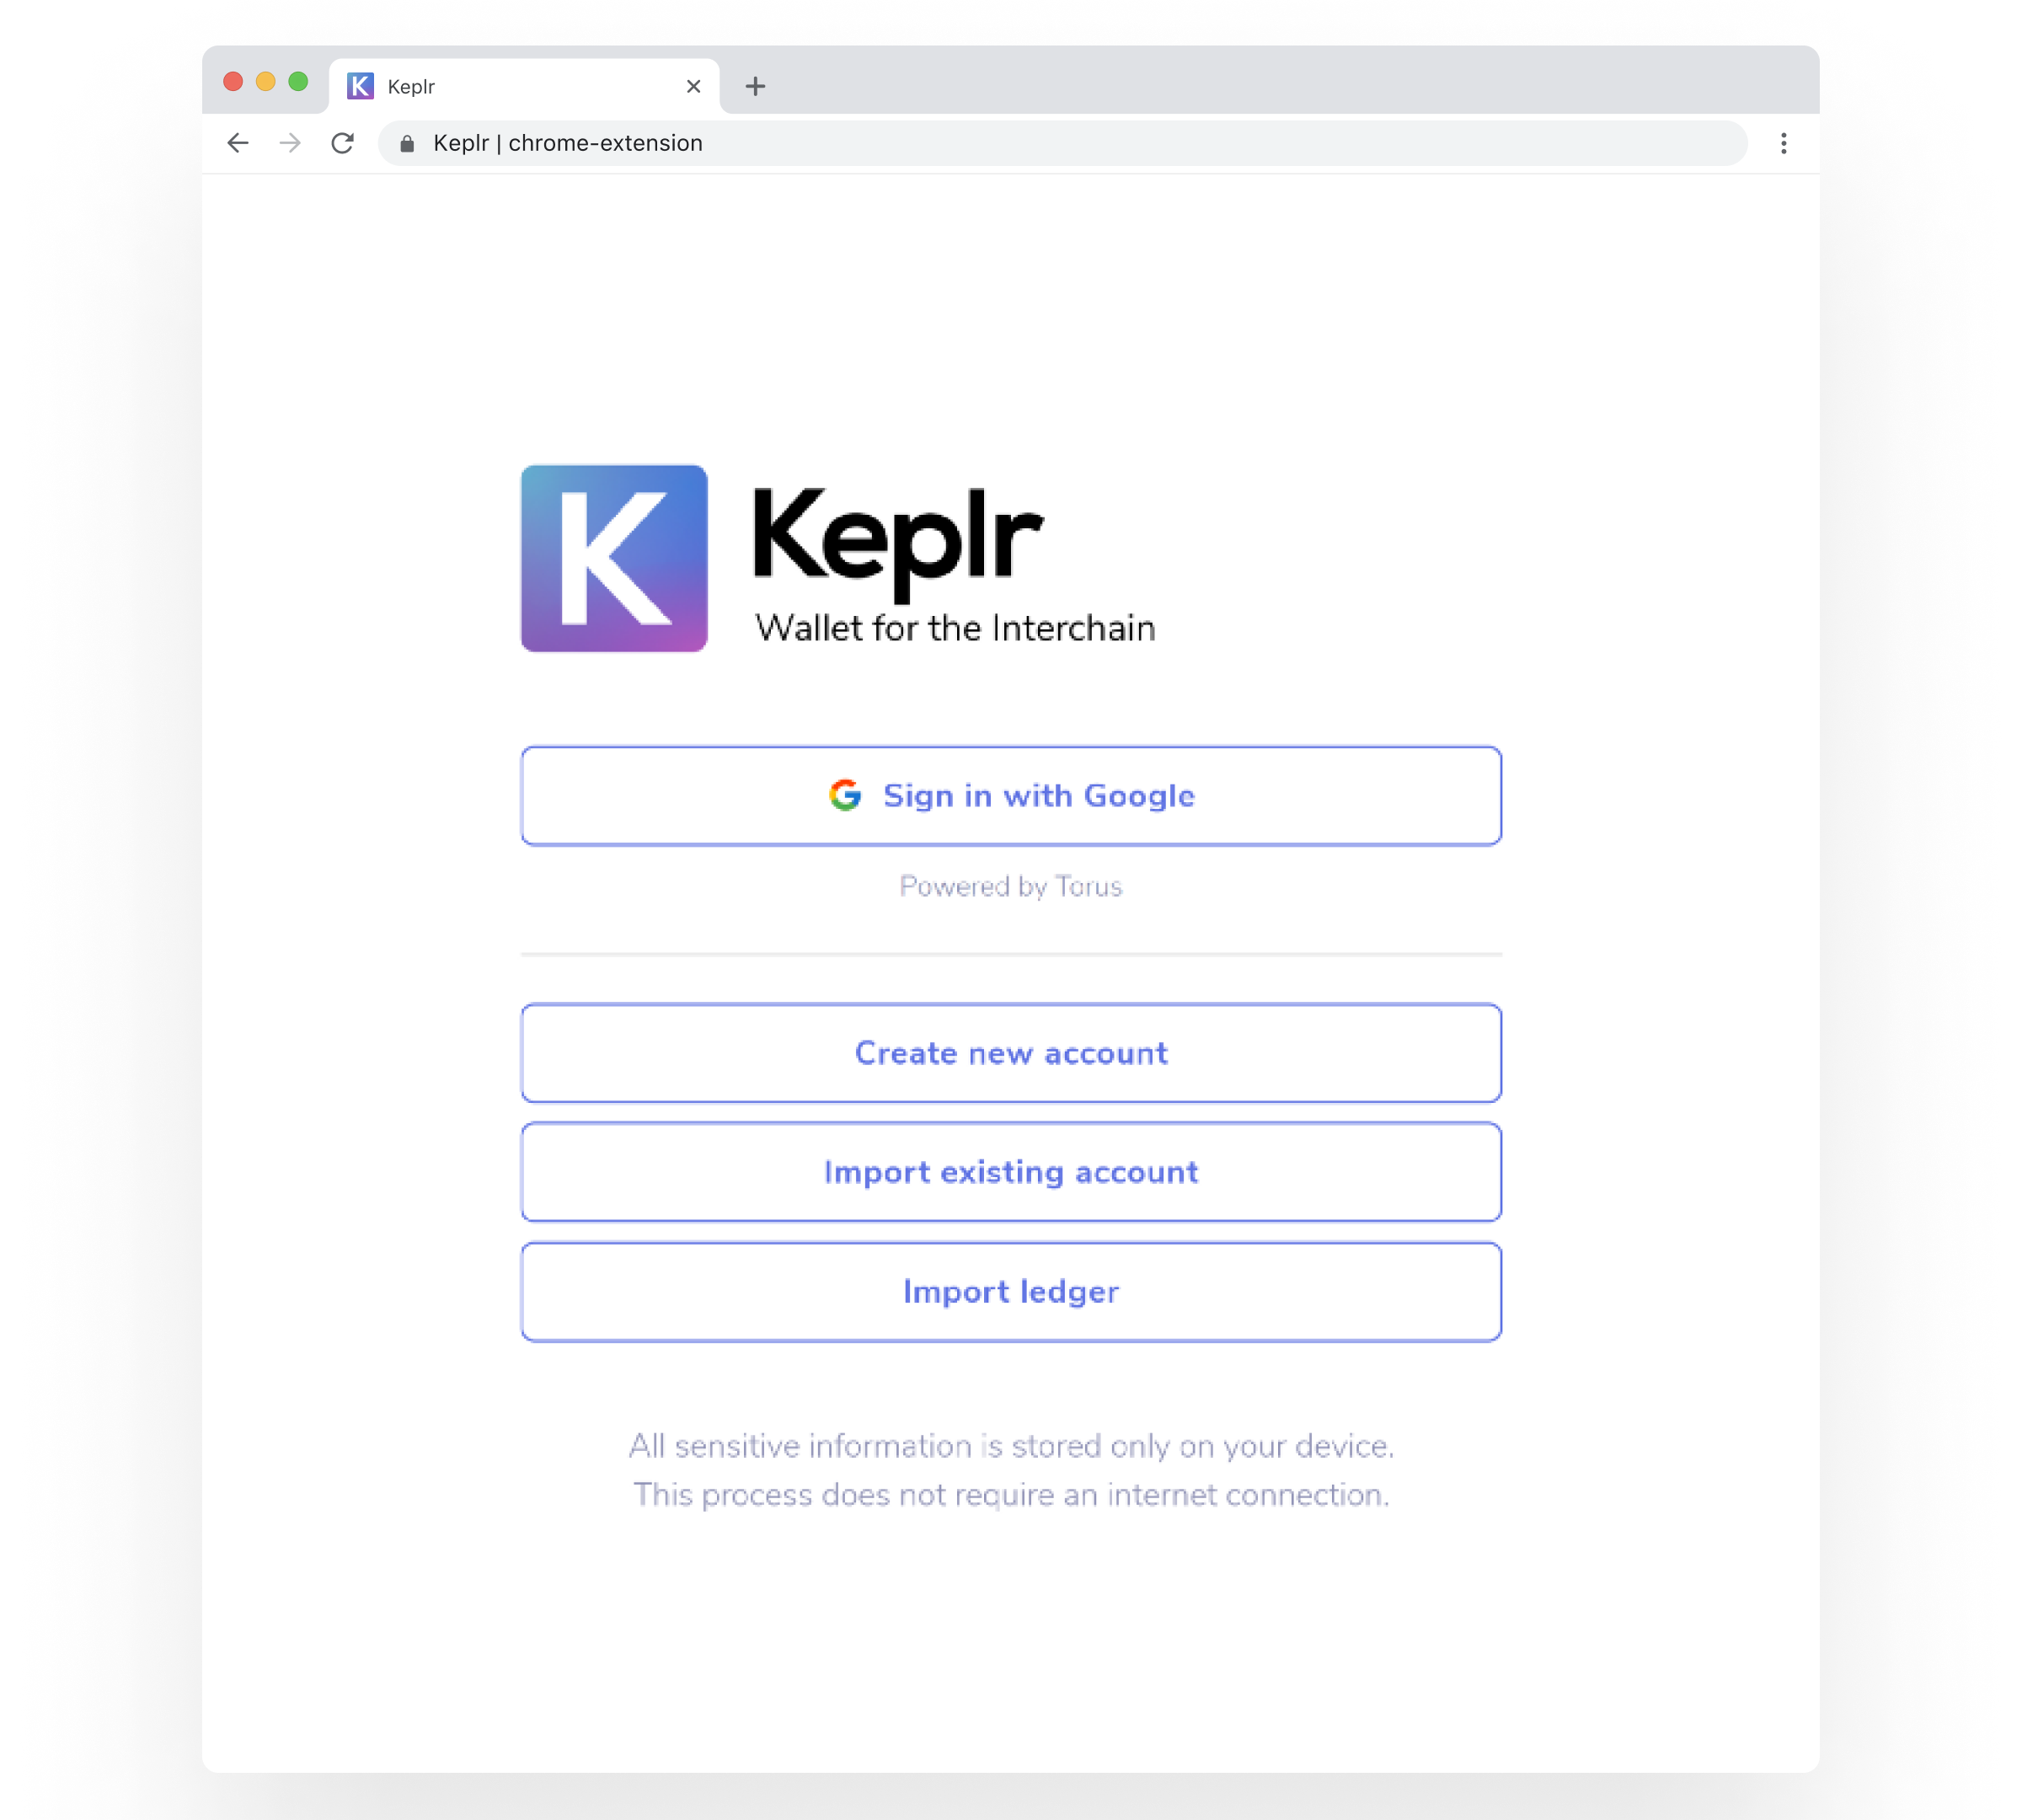 Keplr
Keplr | chrome-extension
K
Keplr
Wallet for the Interchain
Sign in with Google
Powered by Torus
Create new account
Import existing account
Import ledger
All sensitive information is stored only on your device.
This process does not require an internet connection.